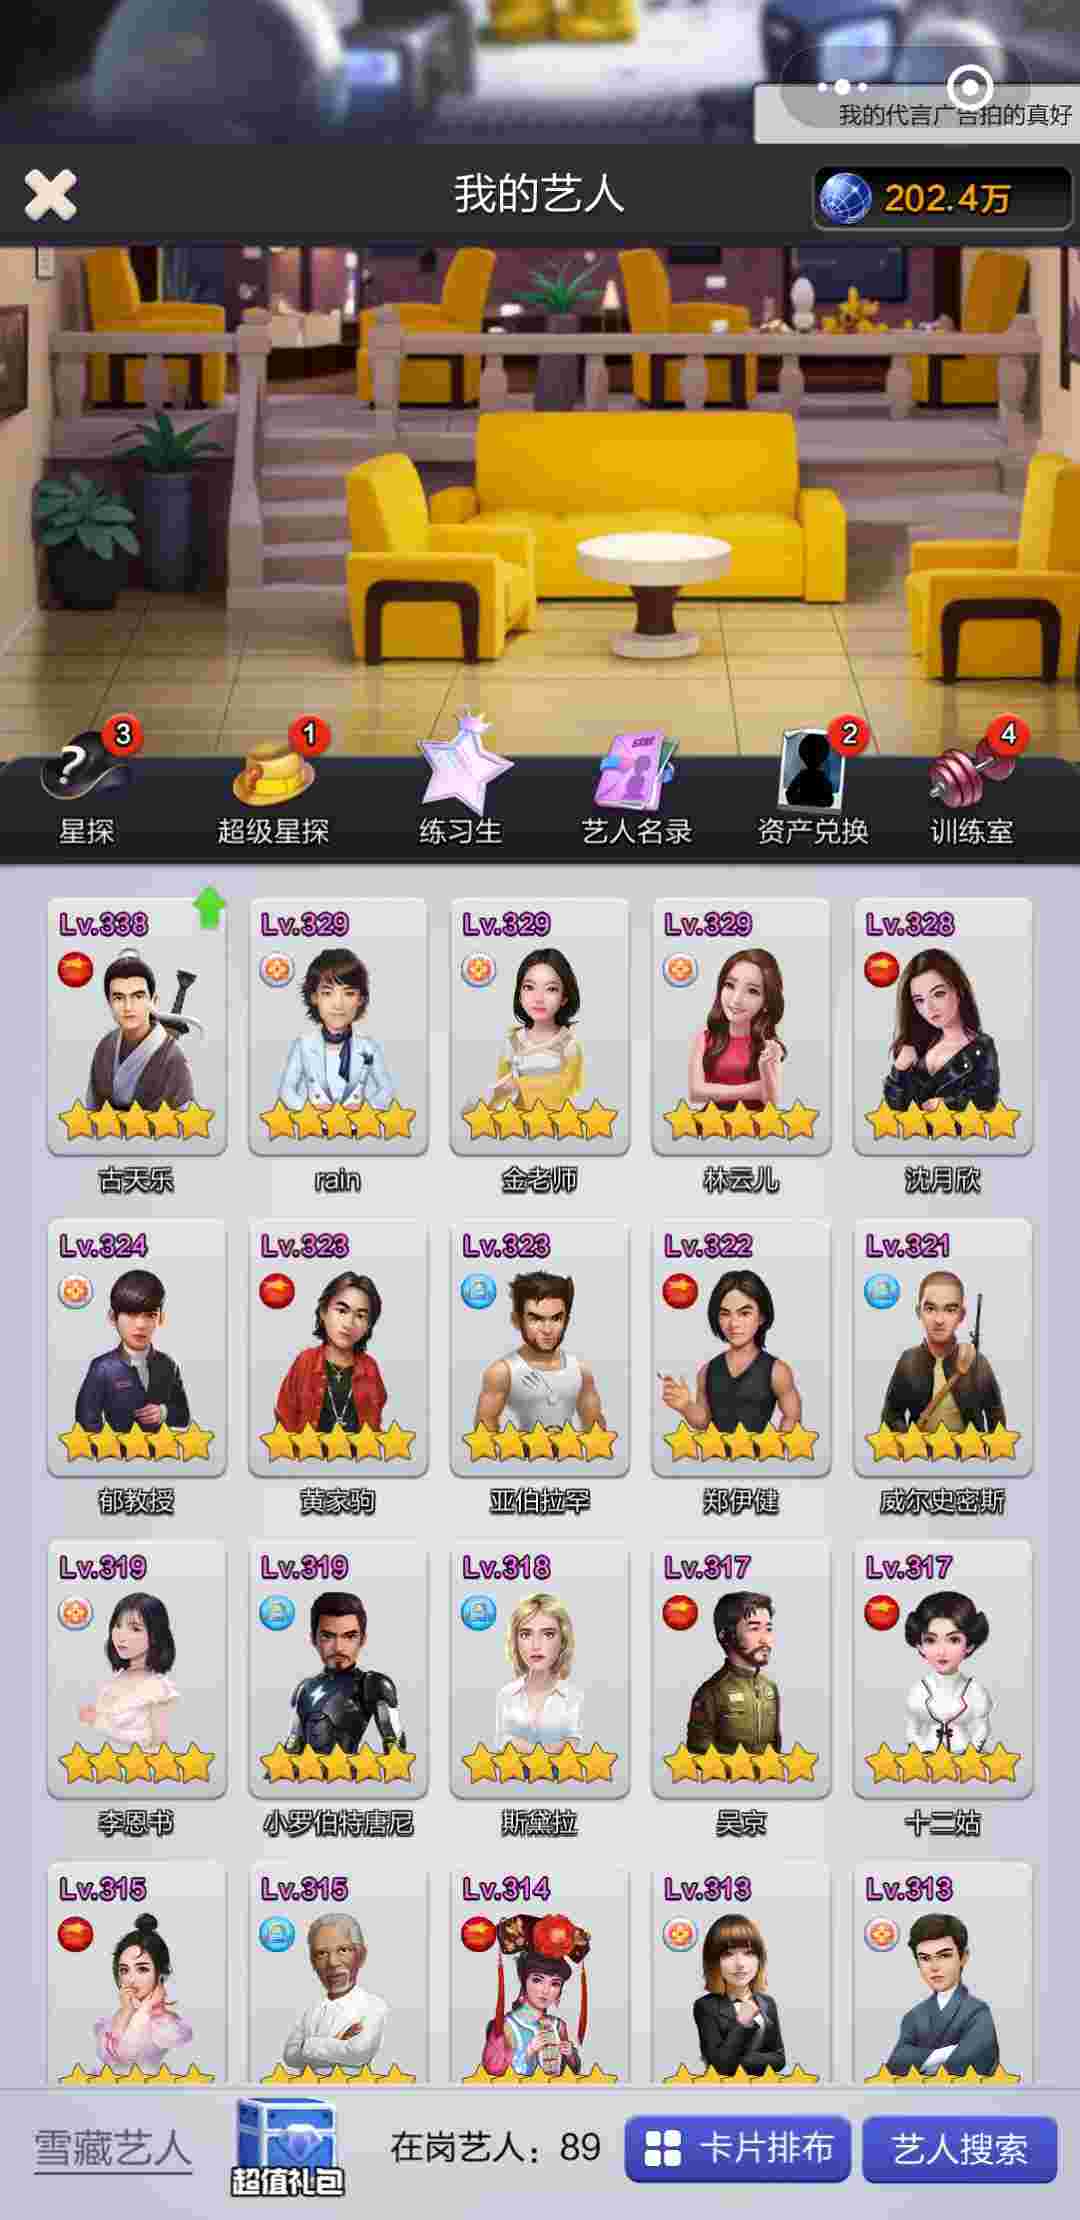 我的代言广告拍的真好
我的艺人
202.4万
3
1
2
4
星探
超级星探
练习生
艺人名录
资产兑换
训练室
Lv.338
Lv.329
Lv.329
Lv.329
Lv.328
古天乐
rain
金老师
林云儿
沈月欣
Lv.324
Lv.323
Lv.323
Lv.322
Lv.321
郁教授
黄家驹
亚伯拉罕
郑伊健
威尔史密斯
Lv.319
Lv.319
Lv.318
Lv.317
Lv.317
李恩书
小罗伯特唐尼
斯黛拉
吴京
十二姑
Lv.315
Lv.315
Lv.314
Lv.313
Lv.313
雪藏艺人
超值礼包
在岗艺人：89
卡片排布
艺人搜索